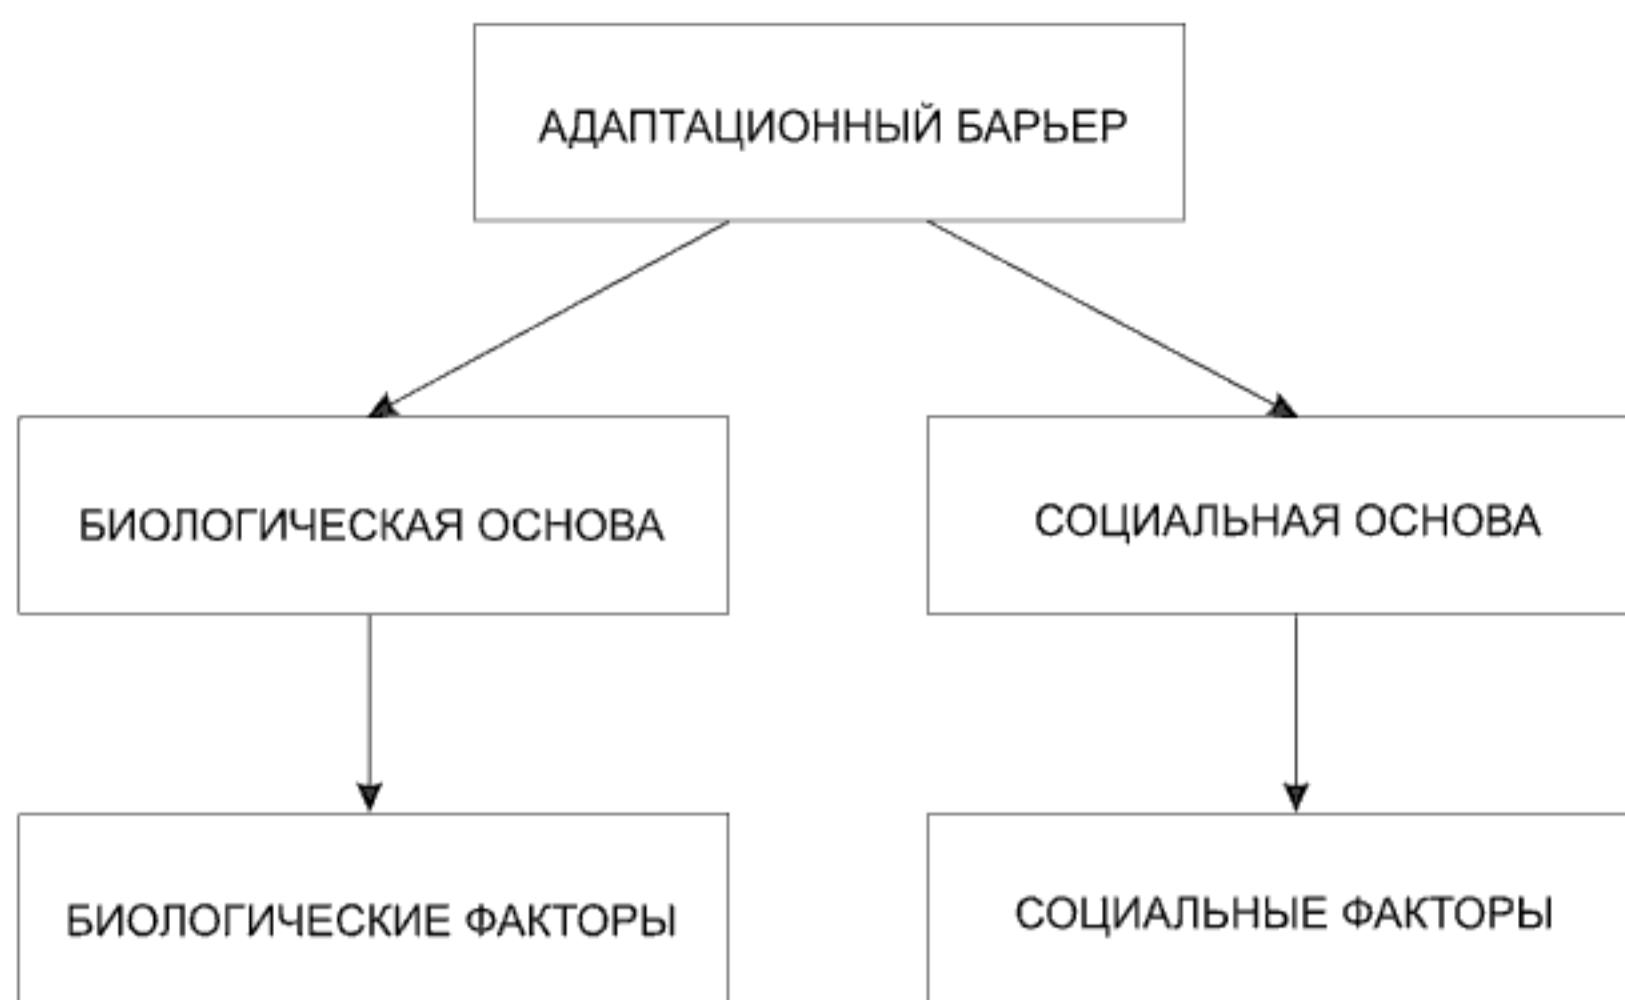 АДАПТАЦИОННЫЙ БАРЬЕР
БИОЛОГИЧЕСКАЯ ОСНОВА
СОЦИАЛЬНАЯ ОСНОВА
БИОЛОГИЧЕСКИЕ ФАКТОРЫ
СОЦИАЛЬНЫЕ ФАКТОРЫ